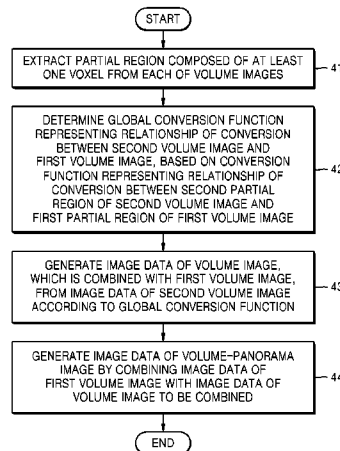 START
EXTRACT PARTIAL REGION COMPOSED OF AT LEAST
ONE VOXEL FROM EACH OF VOLUME IMAGES
DETERMINE GLOBAL CONVERSION FUNCTION
REPRESENTING RELATIONSHIP OF CONVERSION
BETWEEN SECOND VOLUME IMAGE AND
FIRST VOLUME IMAGE, BASED ON CONVERSION
FUNCTION REPRESENTING RELATIONSHIP OF
CONVERSION BETWEEN SECOND PARTIAL
REGION OF SECOND VOLUME IMAGE AND
FIRST PARTIAL REGION OF FIRST VOLUME IMAGE
GENERATE IMAGE DATA OF VOLUME IMAGE,
WHICH IS COMBINED WITH FIRST VOLUME IMAGE,
FROM IMAGE DATA OF SECOND VOLUME IMAGE
ACCORDING TO GLOBAL CONVERSION FUNCTION
GENERATE IMAGE DATA OF VOLUME-PANORAMA
IMAGE BY COMBINING IMAGE DATA OF
FIRST VOLUME IMAGE WITH IMAGE DATA OF
VOLUME IMAGE TO BE COMBINED
END